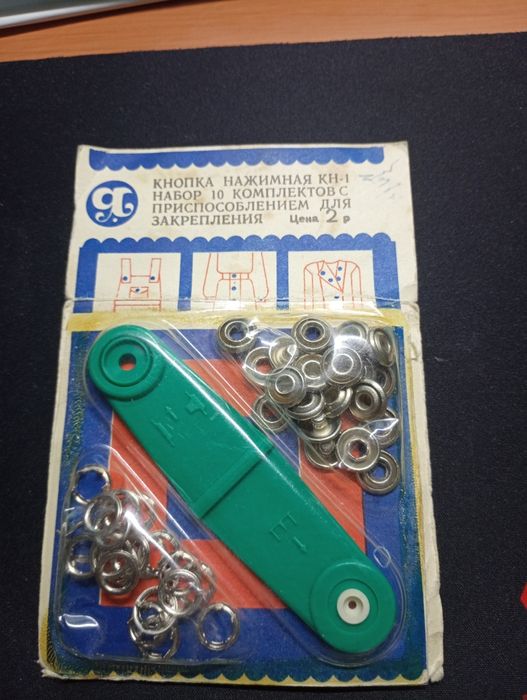 КНОПКА НАЖИМНАЯ КН-1
НАБОР 10 КОМПЛЕКТОВ С
ПРИСПОСОБЛЕНИЕМ ДЛЯ
ЗАКРЕПЛЕНИЯ Цена 2 р